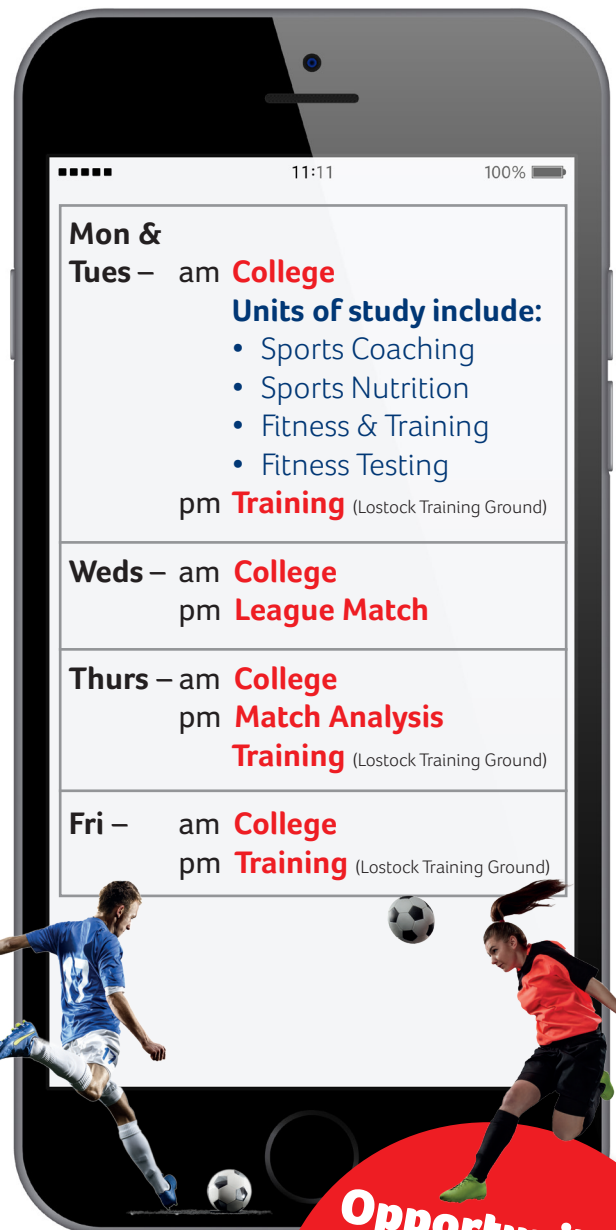 11:11 100%
Mon &
Tues – am College
Units of study include:
• Sports Coaching
• Sports Nutrition
• Fitness & Training
• Fitness Testing
pm Training (Lostock Training Ground)
Weds – am College
pm League Match
Thurs – am College
pm Match Analysis
Training (Lostock Training Ground)
Fri – am College
pm Training (Lostock Training Ground)
17